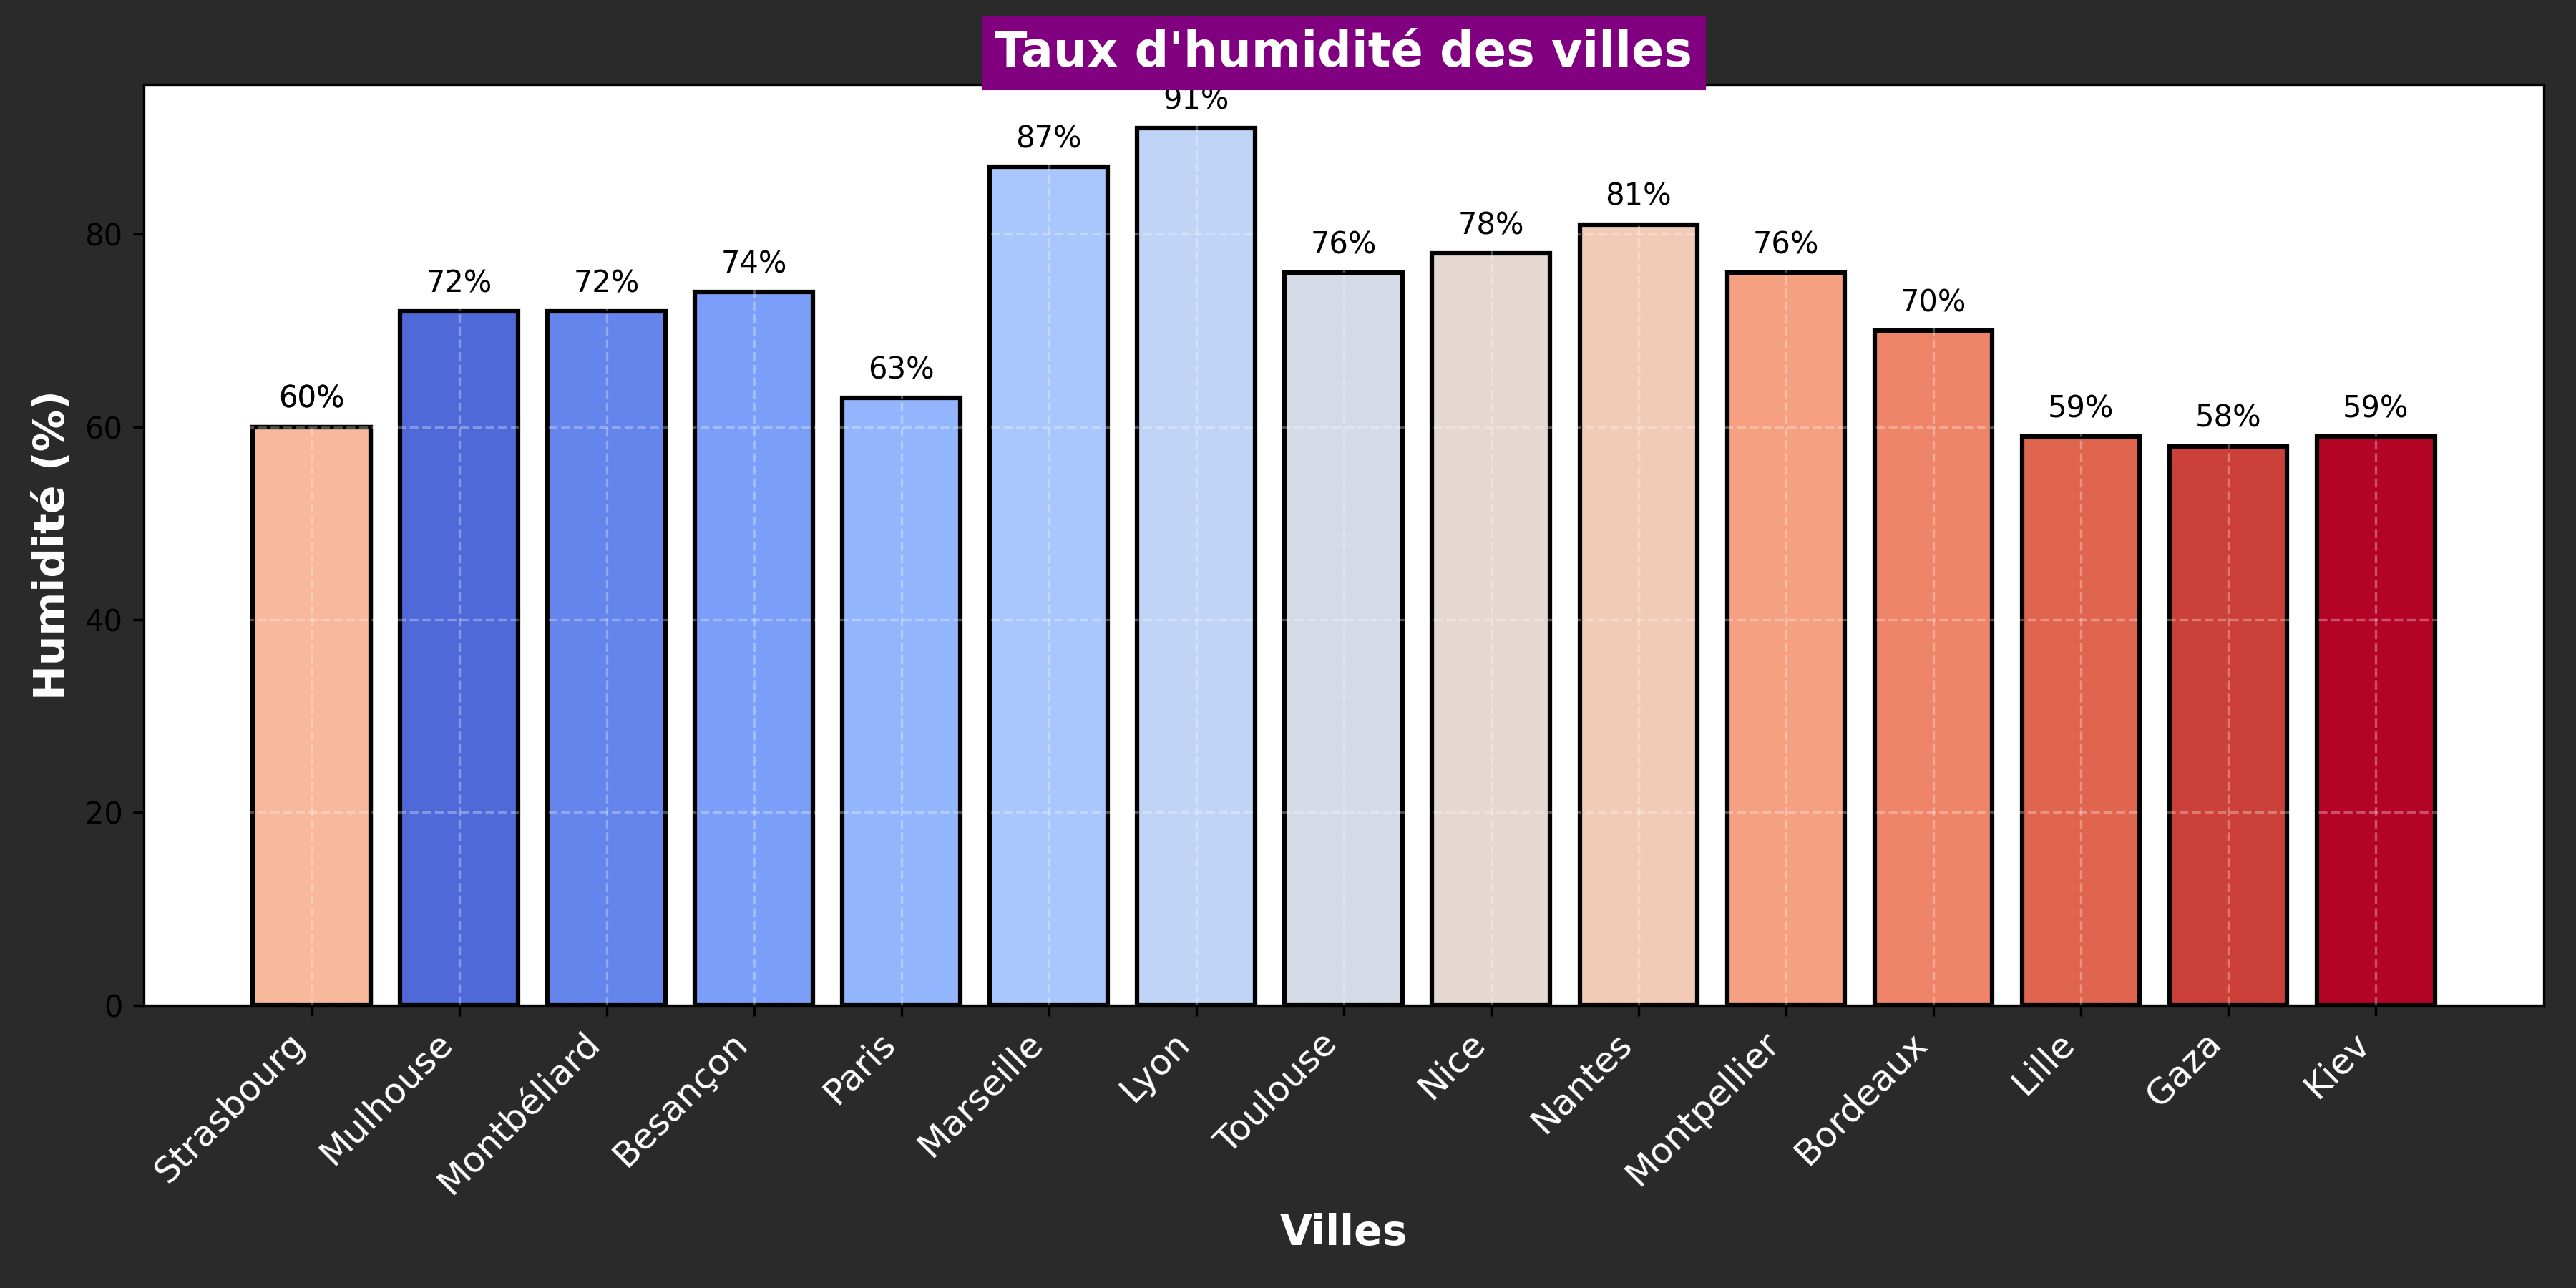 Taux d'humidité des villes
91%
87%
81%
78%
76%
76%
74%
72%
72%
70%
63%
60%
59%
58%
59%
Humidité (%)
80
60
40
20
0
Strasbourg
Mulhouse
Montbéliard
Besançon
Paris
Marseille
Lyon
Toulouse
Nice
Nantes
Montpellier
Bordeaux
Lille
Gaza
Kiev
Villes